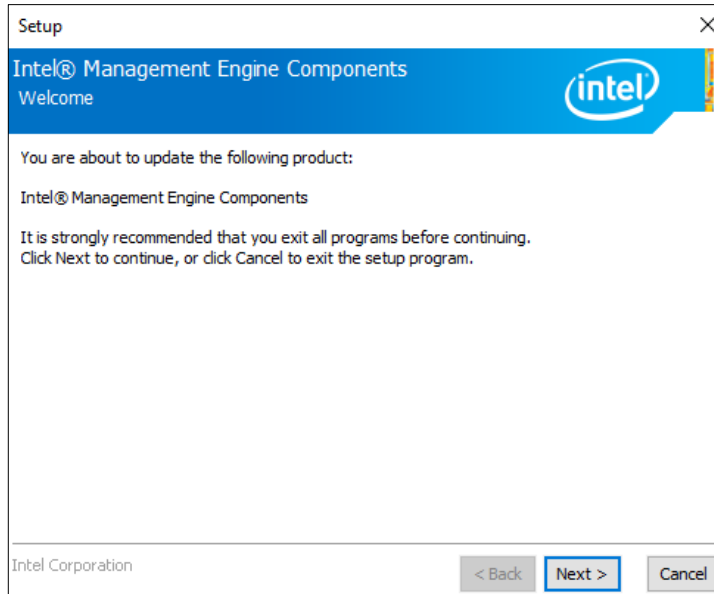 Setup
Intel® Management Engine Components
Welcome
intel
You are about to update the following product:
Intel® Management Engine Components
It is strongly recommended that you exit all programs before continuing.
Click Next to continue, or click Cancel to exit the setup program.
Intel Corporation
< Back Next > Cancel